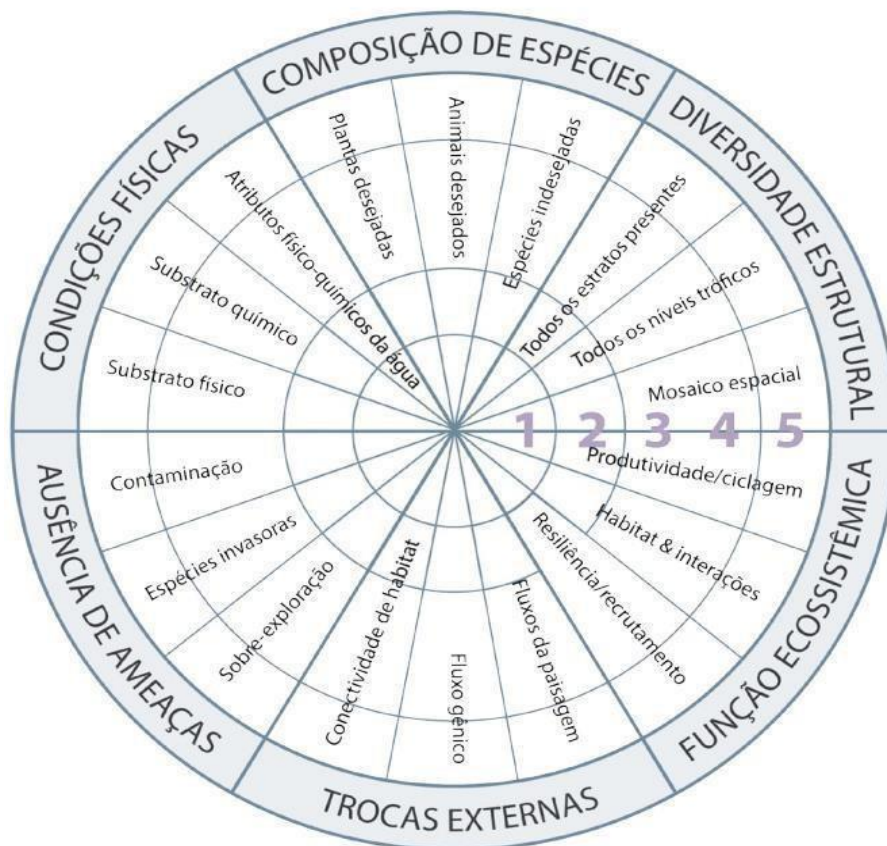 COMPOSIÇÃO DE ESPÉCIES
DIVERSIDADE ESTRUTURAL
FUNÇÃO ECOSSISTÊMICA
TROCAS EXTERNAS
AUSÊNCIA DE AMEAÇAS
CONDIÇÕES FÍSICAS
Plantas desejadas
Animais desejados
Espécies indesejadas
Todos os estratos presentes
Todos os níveis tróficos
Mosaico espacial
1 2 3 4 5
Produtividade/ciclagem
Habitat & interações
Resiliência/recrutamento
Fluxos da paisagem
Fluxo gênico
Conectividade de habitat
Sobre-exploração
Espécies invasoras
Contaminação
Substrato físico
Substrato químico
Atributos físico-químicos da água